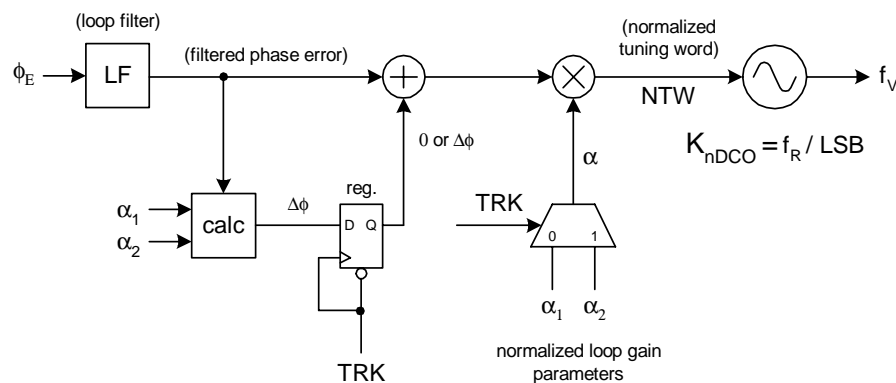 (loop filter)
(filtered phase error)
(normalized
tuning word)
ϕE
LF
+
×
NTW
fV
0 or Δϕ
α
KnDCO = fR / LSB
α1
α2
calc
Δϕ
reg.
D Q
TRK
0 1
α1 α2
TRK
normalized loop gain
parameters